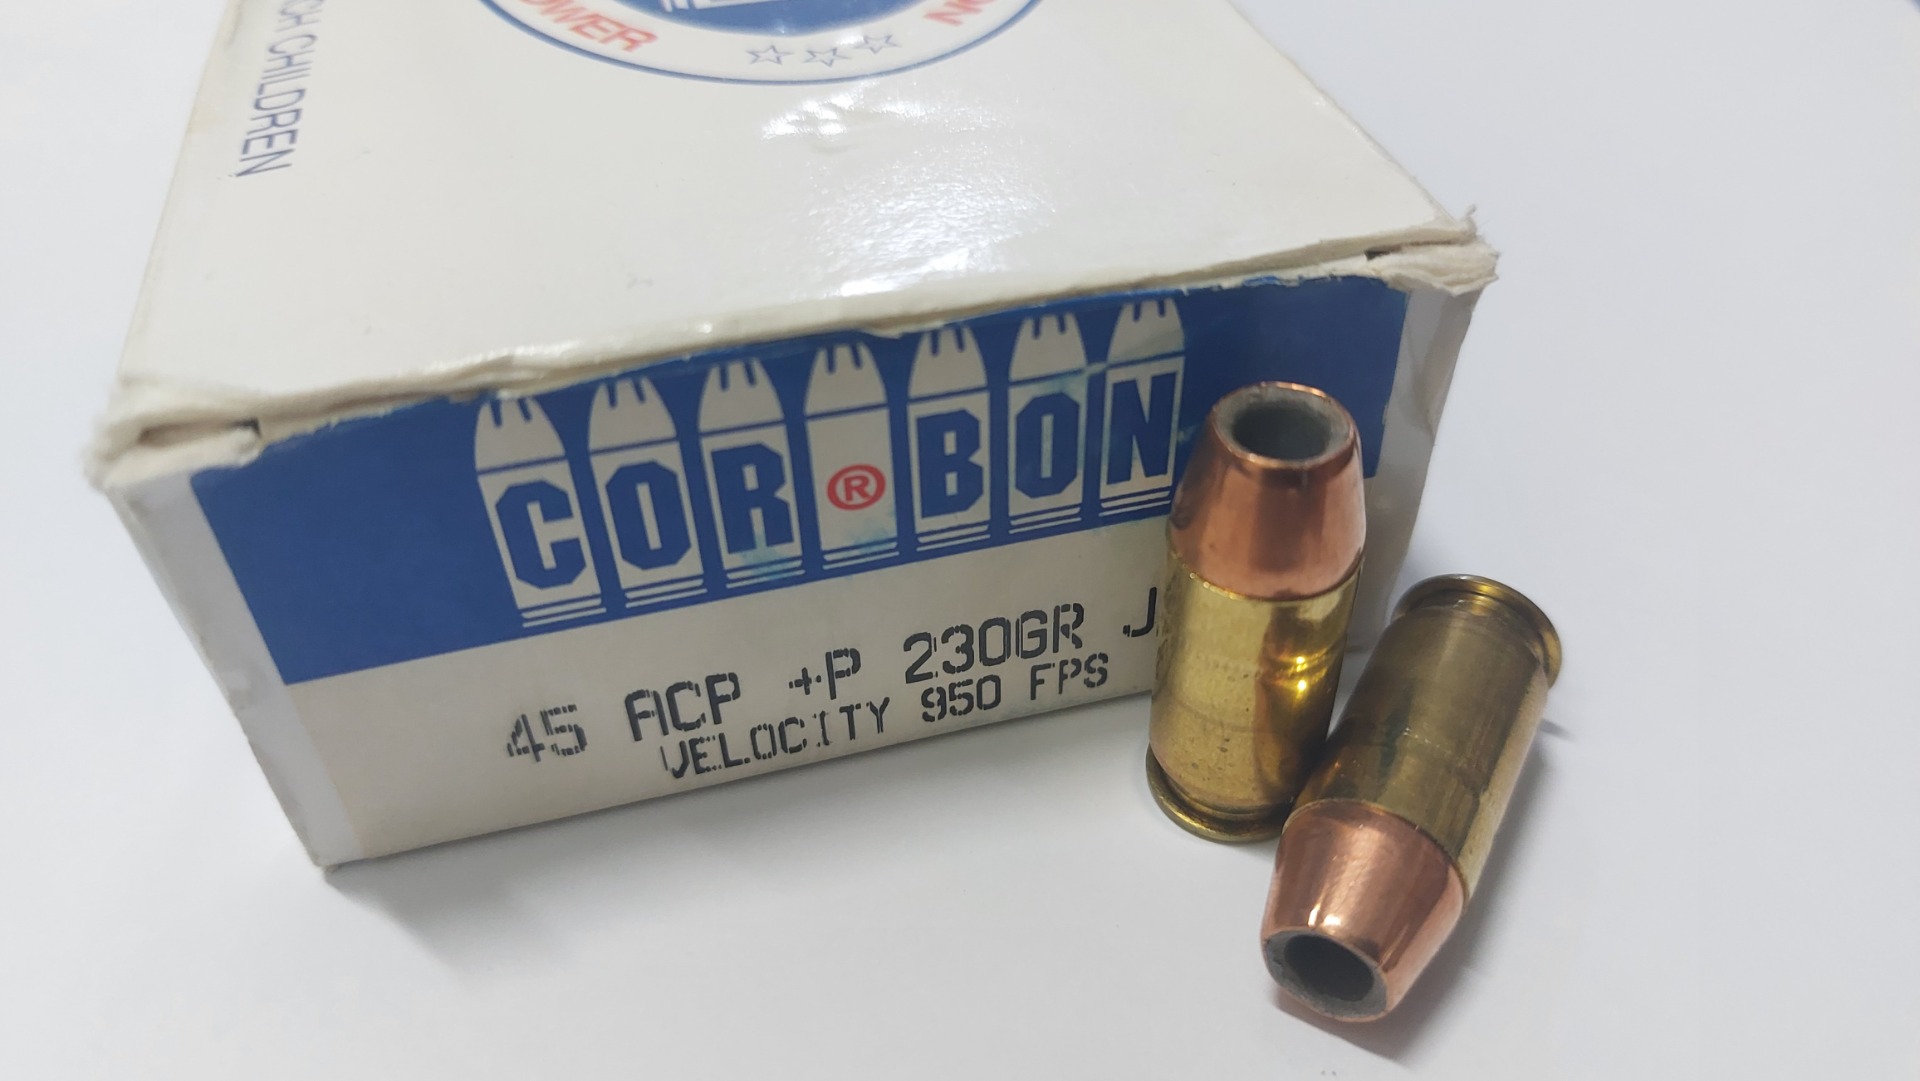 CHILDREN
COR®BON
45 ACP +P 230GR
VELOCITY 950 FPS